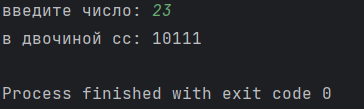 введите число: 23
в двочиной сс: 10111
Process finished with exit code 0